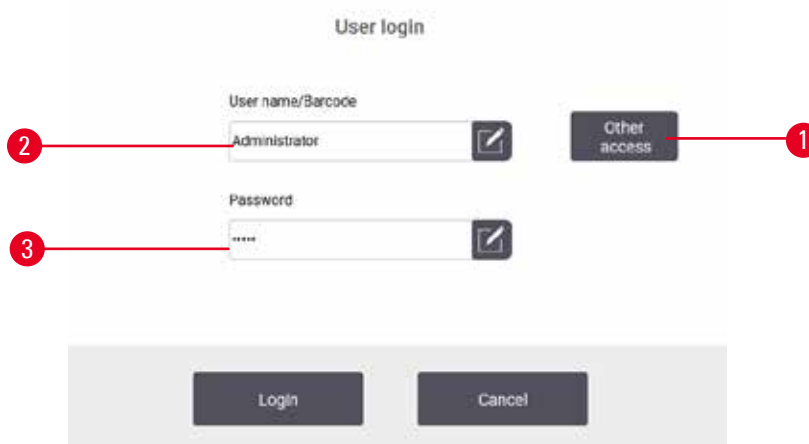 User login
User name/Barcode
2
Administrator
Other
access
1
Password
3
•••••
Login
Cancel